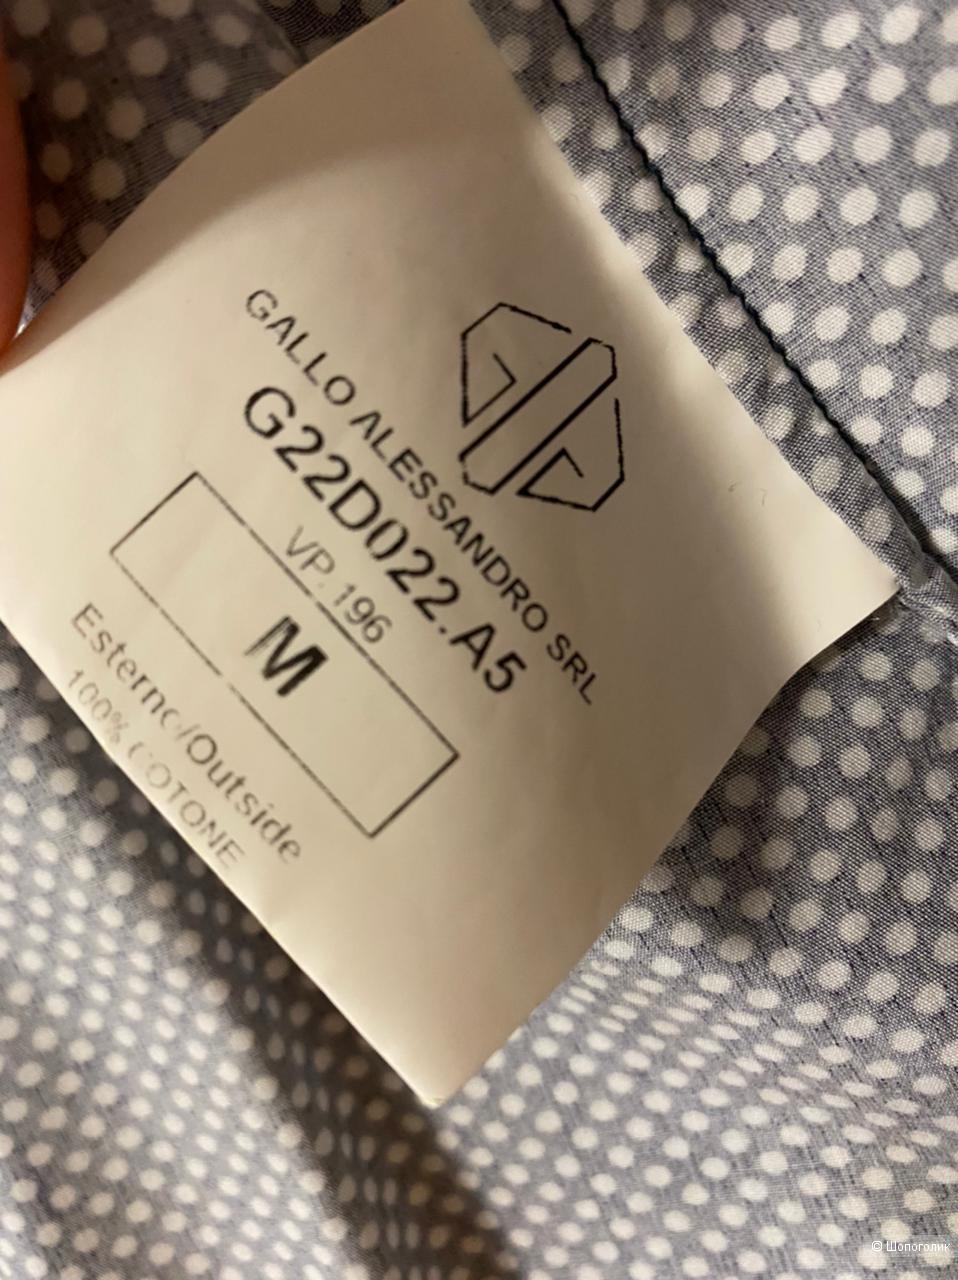 GALLO ALESSANDRO SRL
G22D022.A5
VP.196
M
Esterno/Outside
100% COTONE
© Шопоголик